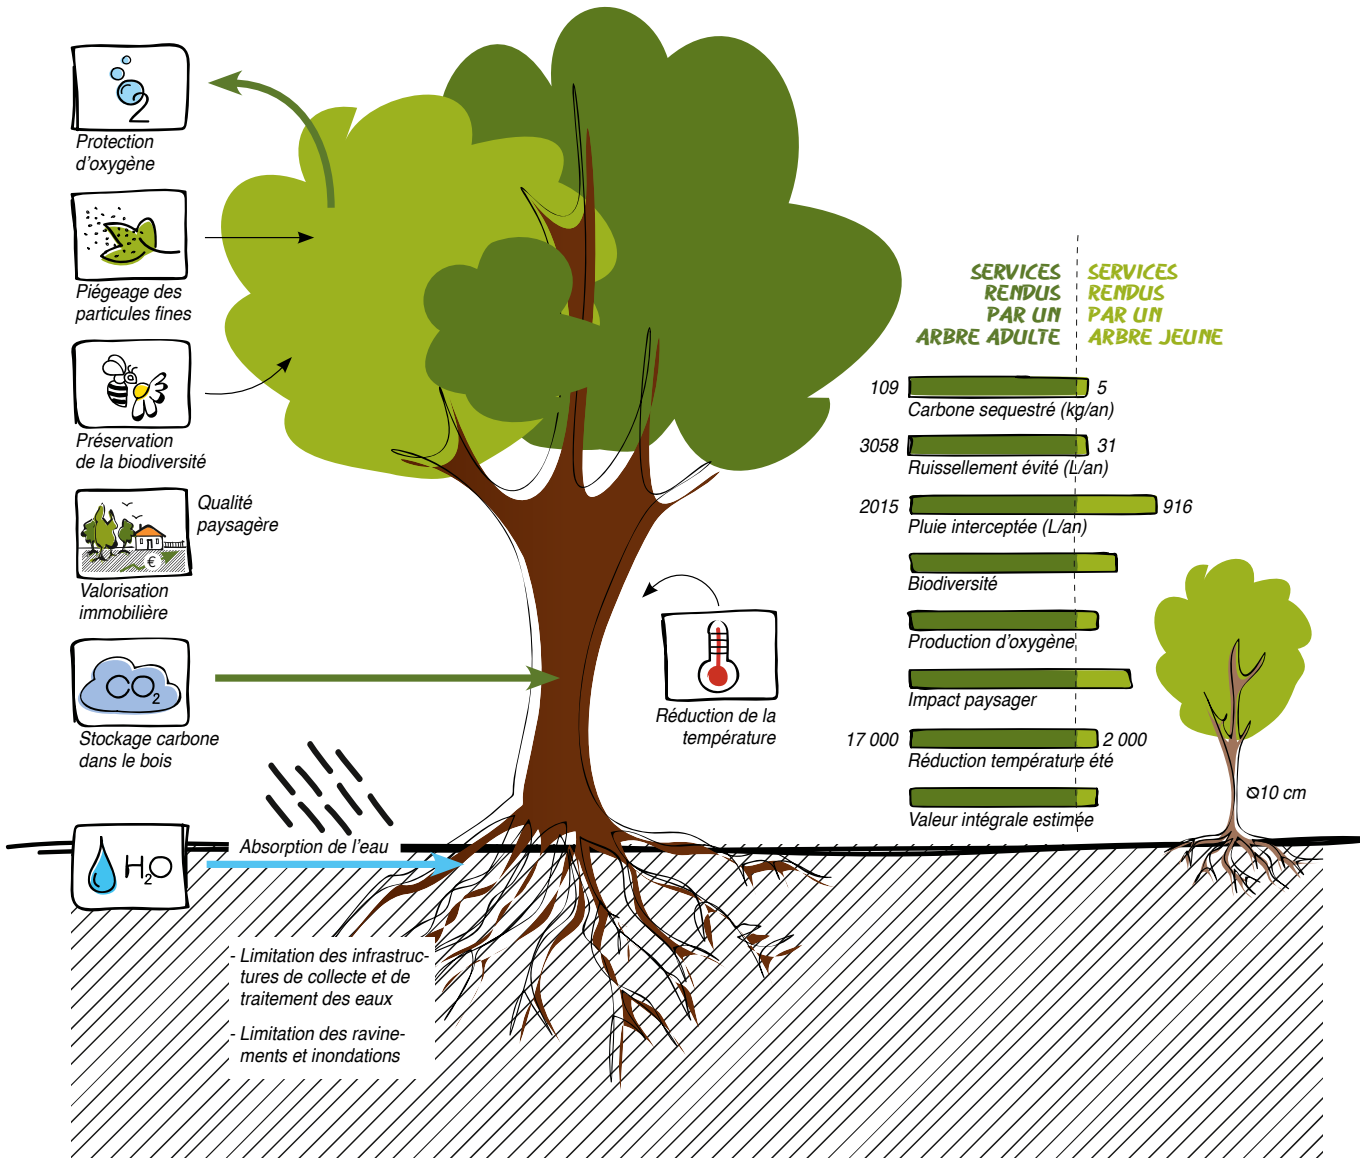 2
Protection
d'oxygène
Piégeage des
particules fines
Préservation
de la biodiversité
Qualité
paysagère
€
Valorisation
immobilière
CO2
Stockage carbone
dans le bois
H2O
Absorption de l'eau
- Limitation des infrastruc-
tures de collecte et de
traitement des eaux
- Limitation des ravine-
ments et inondations
Réduction de la
température
SERVICES
RENDUS
PAR UN
ARBRE ADULTE
SERVICES
RENDUS
PAR UN
ARBRE JEUNE
109 5
Carbone sequestré (kg/an)
3058 31
Ruissellement évité (L/an)
2015 916
Pluie interceptée (L/an)
Biodiversité
Production d'oxygène
Impact paysager
17 000 2 000
Réduction température été
Valeur intégrale estimée
⌀10 cm